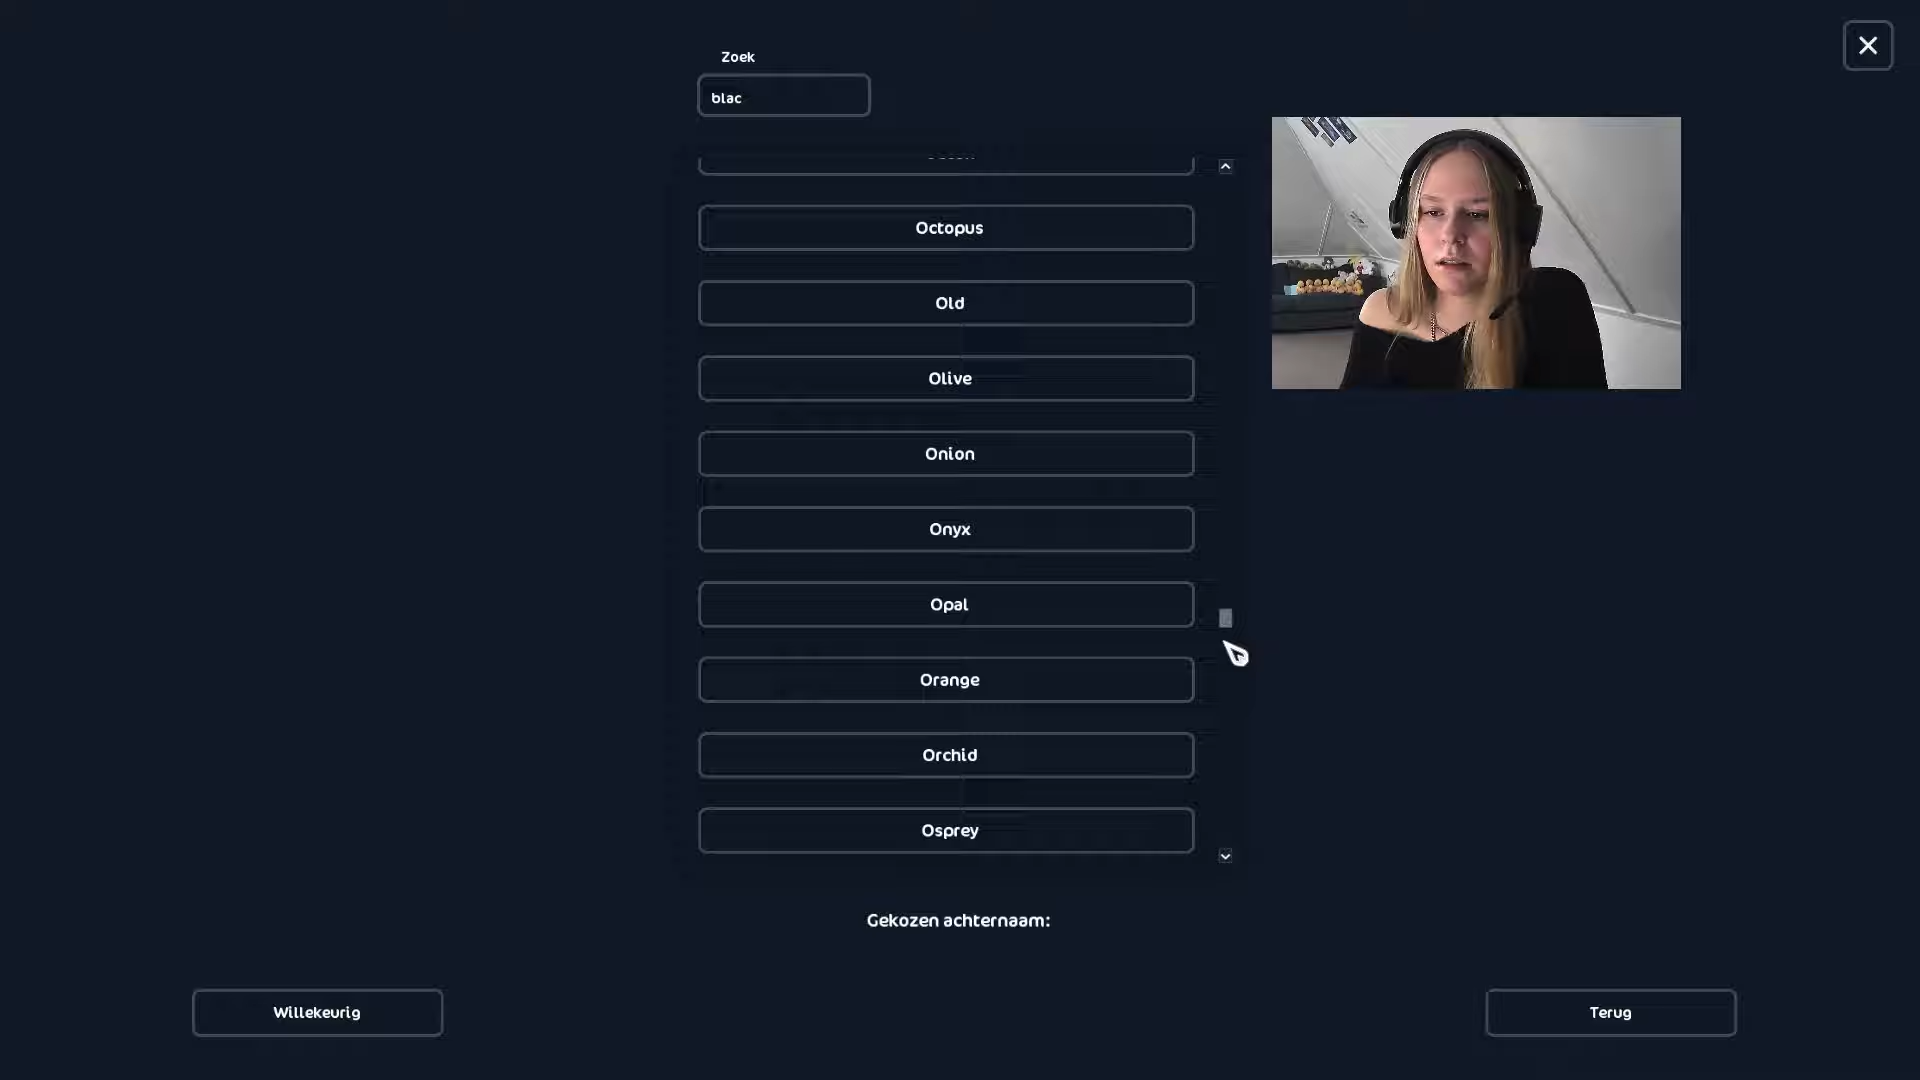 Zoek
blac
Octopus
Old
Olive
Onion
Onyx
Opal
Orange
Orchid
Osprey
Gekozen achternaam:
Willekeurig
Terug